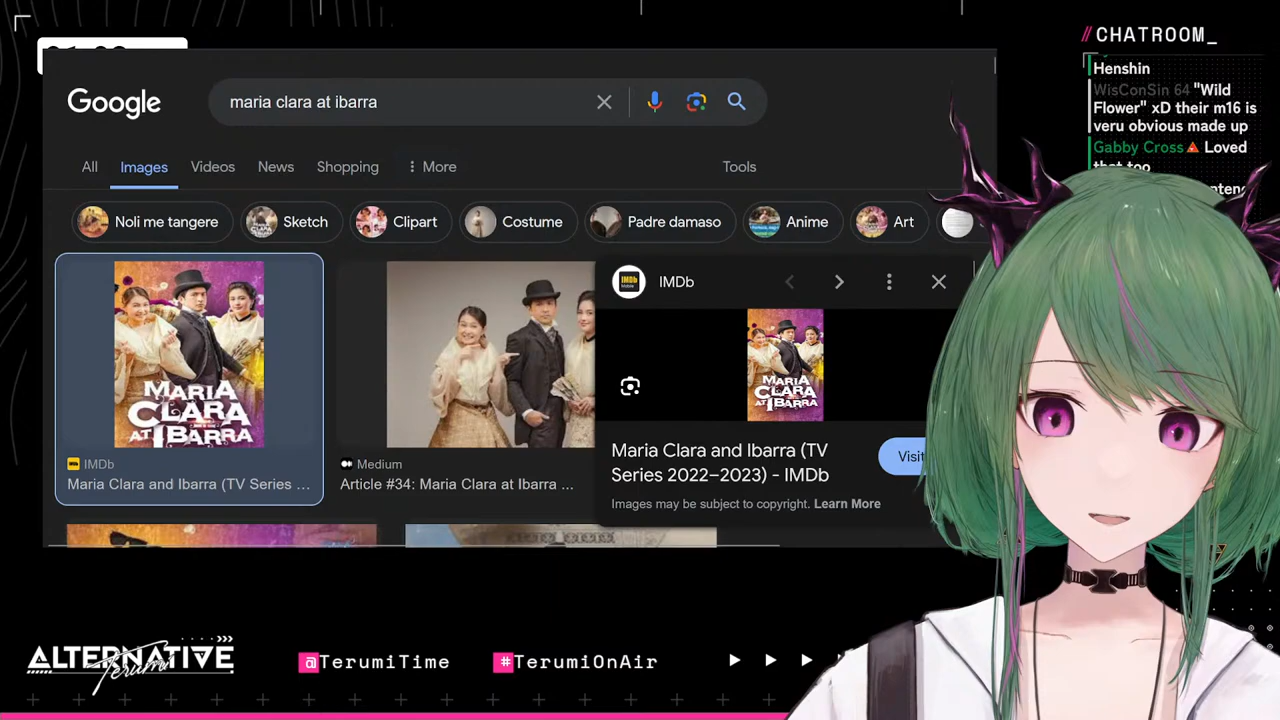 //CHATROOM_
Henshin
WisConSin 64 "Wild
Flower" xD their m16 is
veru obvious made up
Gabby Cross Loved
that too
Google
maria clara at ibarra
All
Images
Videos
News
Shopping
More
Tools
Noli me tangere
Sketch
Clipart
Costume
Padre damaso
Anime
Art
MARIA
CLARA
AT IBARRA
IMDb
Maria Clara and Ibarra (TV Series ...
Medium
Article #34: Maria Clara at Ibarra ...
IMDb
IMDb
MARIA
CLARA
AT IBARRA
Maria Clara and Ibarra (TV
Series 2022–2023) - IMDb
Visit
Images may be subject to copyright. Learn More
ALTERNATIVE
Terumi
@TerumiTime
#TerumiOnAir